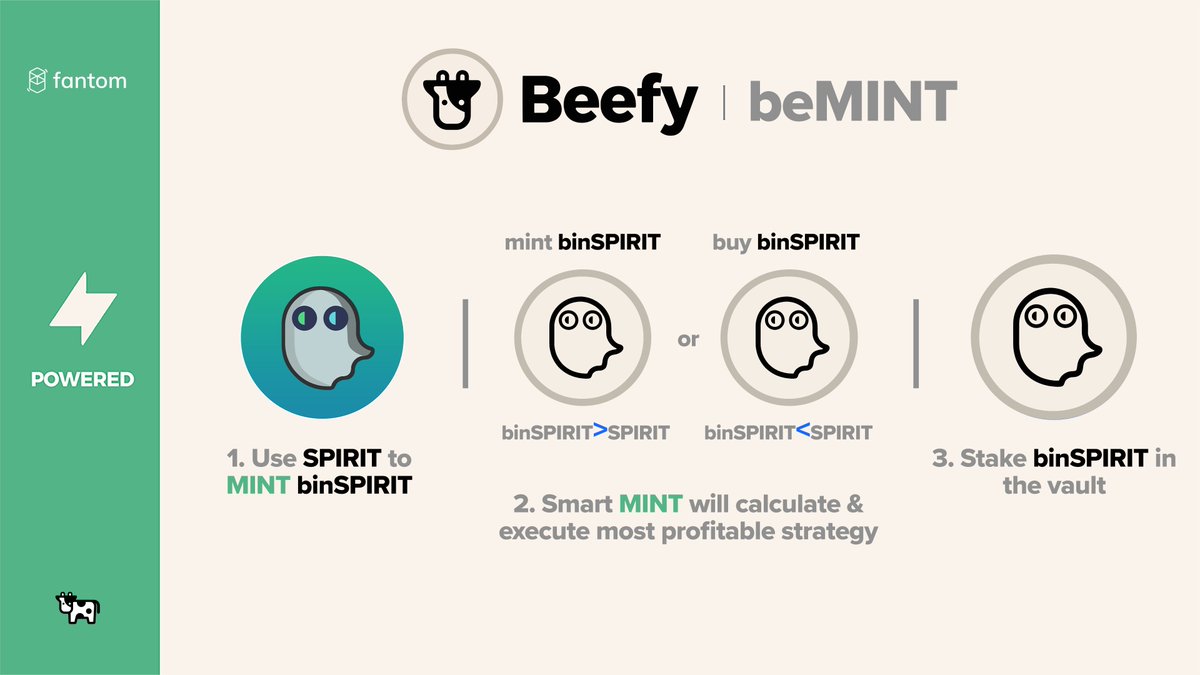 fantom
POWERED
Beefy | beMINT
1. Use SPIRIT to
MINT binSPIRIT
mint binSPIRIT
binSPIRIT>SPIRIT
or
buy binSPIRIT
binSPIRIT<SPIRIT
2. Smart MINT will calculate &
execute most profitable strategy
3. Stake binSPIRIT in
the vault